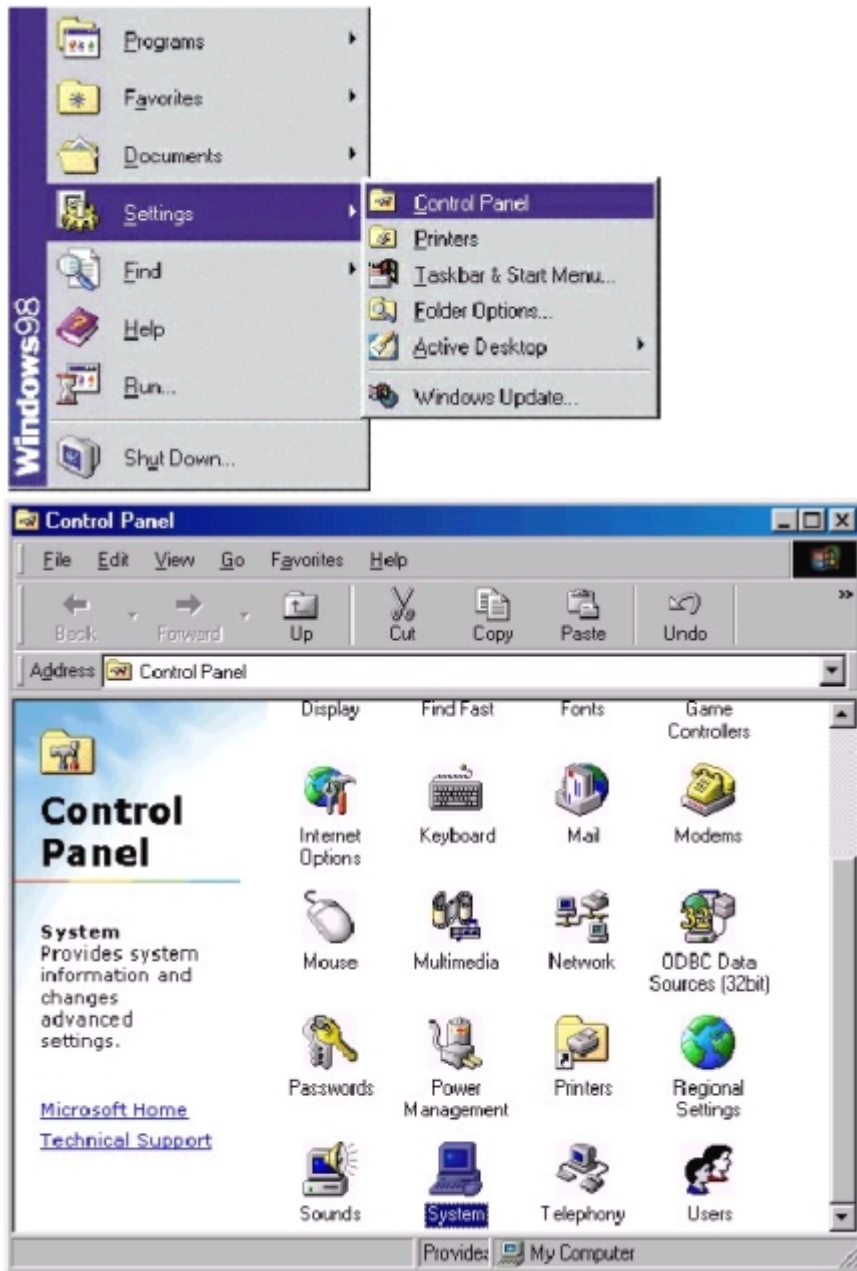 Programs
Favorites
Documents
Settings
Find
Help
Run...
Shut Down...
Windows98
Control Panel
Printers
Taskbar & Start Menu...
Folder Options...
Active Desktop
Windows Update...
Control Panel
File Edit View Go Favorites Help
Back Forward Up Cut Copy Paste Undo
Address Control Panel
Control
Panel
System
Provides system
information and
changes
advanced
settings.
Microsoft Home
Technical Support
Display Find Fast Fonts Game
Controllers
Internet
Options
Keyboard Mail Modems
Mouse Multimedia Network ODBC Data
Sources (32bit)
Passwords Power
Management
Printers Regional
Settings
Sounds System Telephony Users
Provides My Computer